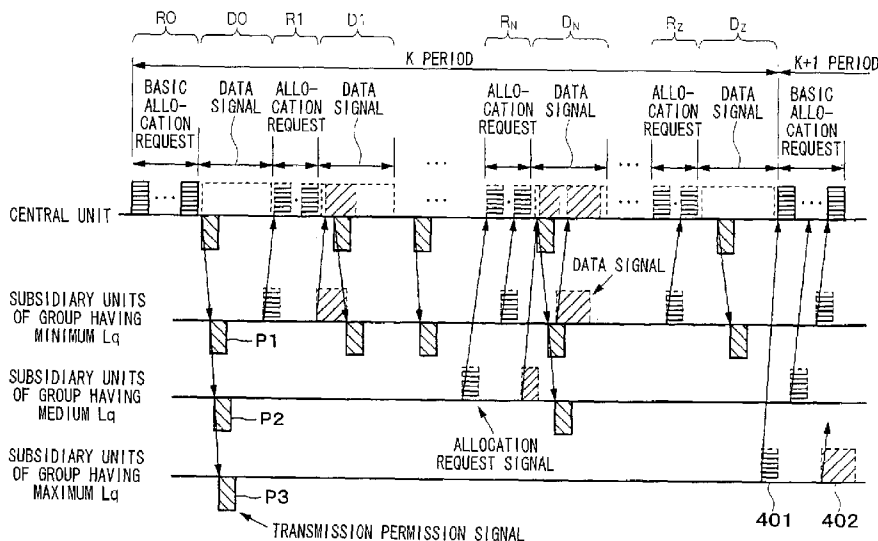 R0 D0 R1 D1 RN DN RZ DZ
K PERIOD
K+1 PERIOD
BASIC
ALLO-
CATION
REQUEST
DATA
SIGNAL
ALLO-
CATION
REQUEST
DATA
SIGNAL
ALLO-
CATION
REQUEST
DATA
SIGNAL
ALLO-
CATION
REQUEST
DATA
SIGNAL
BASIC
ALLO-
CATION
REQUEST
CENTRAL UNIT
DATA SIGNAL
SUBSIDIARY UNITS
OF GROUP HAVING
MINIMUM Lq
P1
SUBSIDIARY UNITS
OF GROUP HAVING
MEDIUM Lq
P2
ALLOCATION
REQUEST SIGNAL
SUBSIDIARY UNITS
OF GROUP HAVING
MAXIMUM Lq
P3
401
402
TRANSMISSION PERMISSION SIGNAL